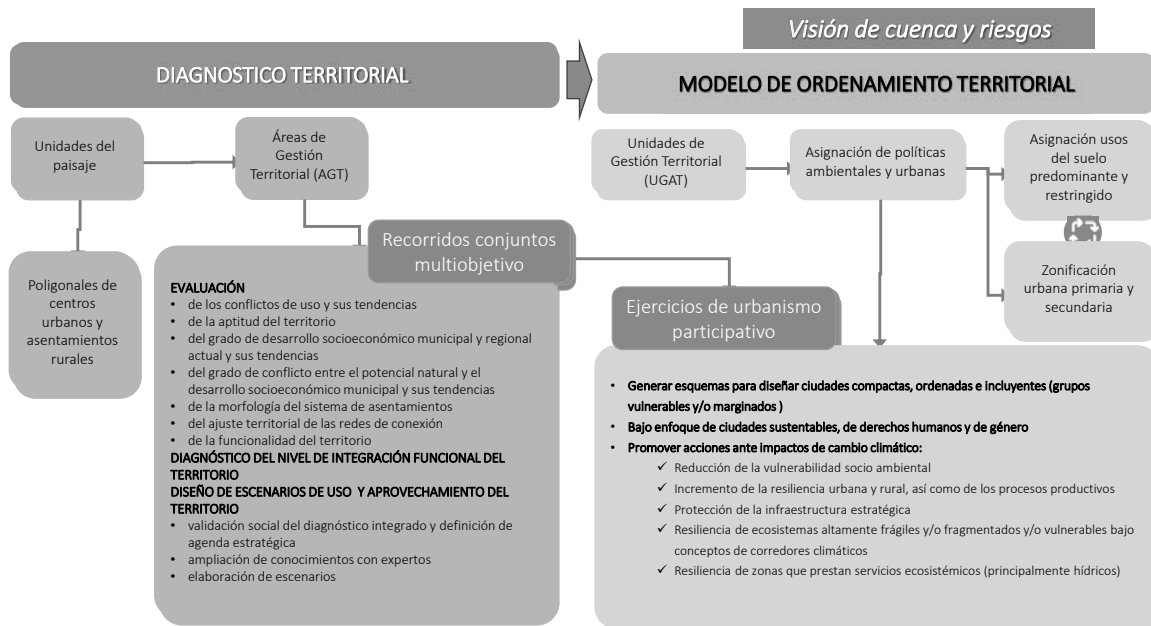 Visión de cuenca y riesgos
DIAGNOSTICO TERRITORIAL
MODELO DE ORDENAMIENTO TERRITORIAL
Unidades del
paisaje
Áreas de
Gestión
Territorial (AGT)
Poligonales de
centros
urbanos y
asentamientos
rurales
Recorridos conjuntos
multiobjetivo
EVALUACIÓN
• de los conflictos de uso y sus tendencias
• de la aptitud del territorio
• del grado de desarrollo socioeconómico municipal y regional
actual y sus tendencias
• del grado de conflicto entre el potencial natural y el
desarrollo socioeconómico municipal y sus tendencias
• de la morfología del sistema de asentamientos
• del ajuste territorial de las redes de conexión
• de la funcionalidad del territorio
DIAGNÓSTICO DEL NIVEL DE INTEGRACIÓN FUNCIONAL DEL
TERRITORIO
DISEÑO DE ESCENARIOS DE USO Y APROVECHAMIENTO DEL
TERRITORIO
• validación social del diagnóstico integrado y definición de
agenda estratégica
• ampliación de conocimientos con expertos
• elaboración de escenarios
Unidades de
Gestión Territorial
(UGAT)
Asignación de políticas
ambientales y urbanas
Asignación usos
del suelo
predominante y
restringido
Zonificación
urbana primaria y
secundaria
Ejercicios de urbanismo
participativo
• Generar esquemas para diseñar ciudades compactas, ordenadas e incluyentes (grupos
vulnerables y/o marginados )
• Bajo enfoque de ciudades sustentables, de derechos humanos y de género
• Promover acciones ante impactos de cambio climático:
✓ Reducción de la vulnerabilidad socio ambiental
✓ Incremento de la resiliencia urbana y rural, así como de los procesos productivos
✓ Protección de la infraestructura estratégica
✓ Resiliencia de ecosistemas altamente frágiles y/o fragmentados y/o vulnerables bajo
conceptos de corredores climáticos
✓ Resiliencia de zonas que prestan servicios ecosistémicos (principalmente hídricos)